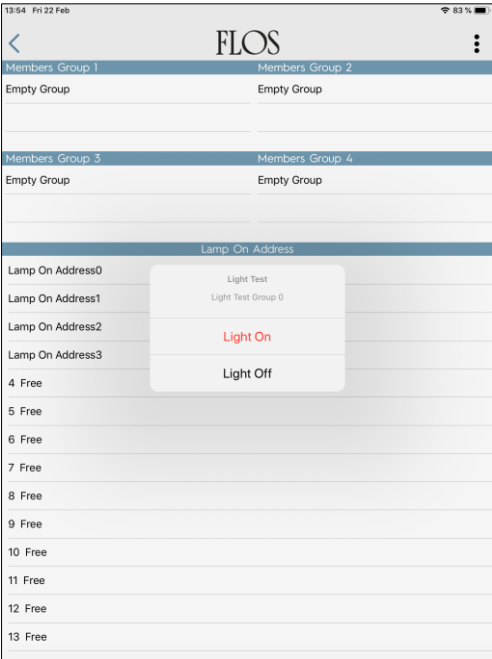 13:54 Fri 22 Feb 83 %
FLOS
Members Group 1 Members Group 2
Empty Group Empty Group
Members Group 3 Members Group 4
Empty Group Empty Group
Lamp On Address
Lamp On Address0
Lamp On Address1
Lamp On Address2
Lamp On Address3
Light Test
Light Test Group 0
Light On
Light Off
4 Free
5 Free
6 Free
7 Free
8 Free
9 Free
10 Free
11 Free
12 Free
13 Free